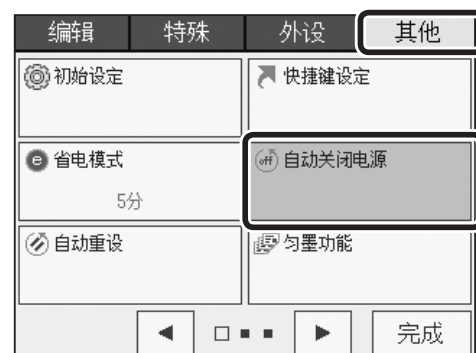 编辑 特殊 外设 其他
初始设定 快捷键设定
省电模式 off 自动关闭电源
5分
自动重设 匀墨功能
完成